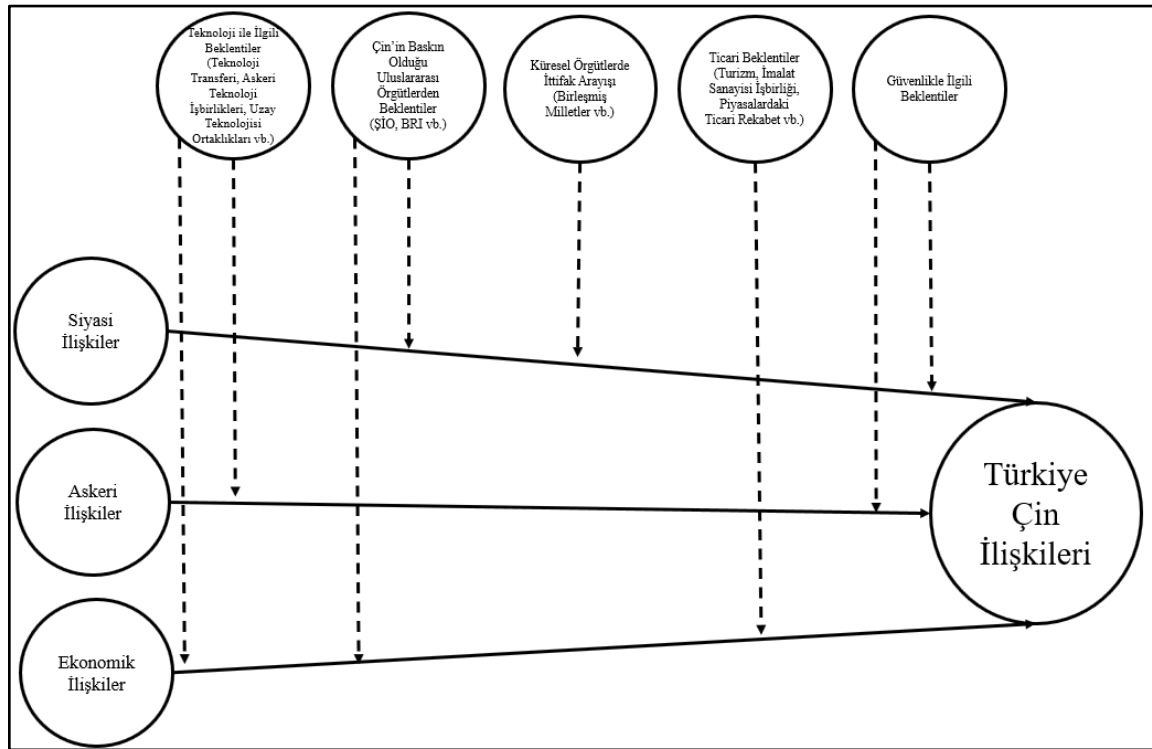 Teknoloji ile İlgili
Beklentiler
(Teknoloji
Transferi, Askeri
Teknoloji
İşbirlikleri, Uzay
Teknolojisi
Ortaklıkları vb.)
Çin’in Baskın
Olduğu
Uluslararası
Örgütlerden
Beklentiler
(ŞİO, BRI vb.)
Küresel Örgütlerde
İttifak Arayışı
(Birleşmiş
Milletler vb.)
Ticari Beklentiler
(Turizm, İmalat
Sanayisi İşbirliği,
Piyasalardaki
Ticari Rekabet vb.)
Güvenlikle İlgili
Beklentiler
Siyasi
İlişkiler
Askeri
İlişkiler
Ekonomik
İlişkiler
Türkiye
Çin
İlişkileri